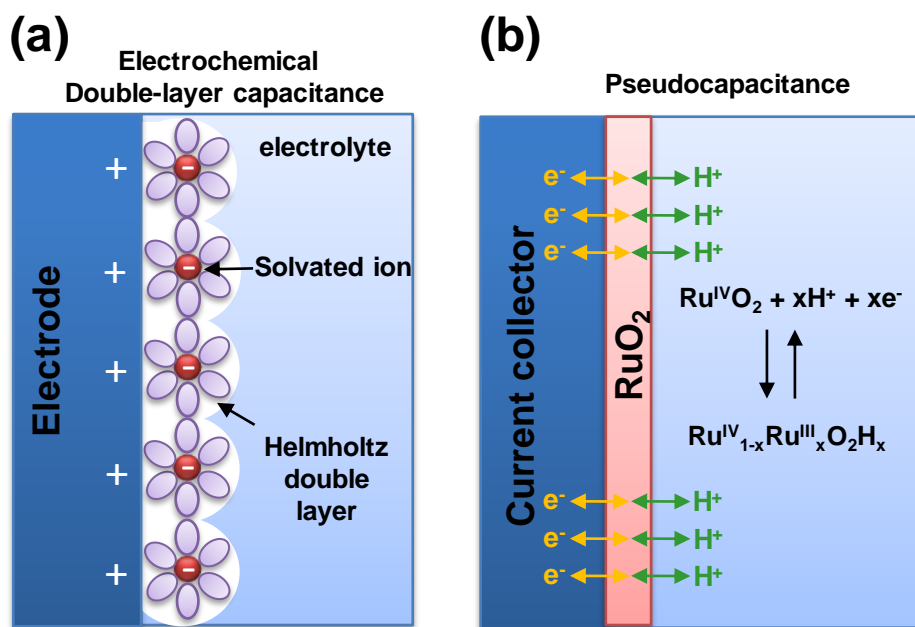 (a)
Electrochemical
Double-layer capacitance
electrolyte
+
+
+
+
+
−
−
−
−
−
Solvated ion
Helmholtz
double
layer
Electrode
(b)
Pseudocapacitance
Current collector
RuO₂
e⁻ H⁺
e⁻ H⁺
e⁻ H⁺
RuᴵⱽO₂ + xH⁺ + xe⁻
Ruᴵⱽ₁₋ₓRuᴵᴵᴵₓO₂Hₓ
e⁻ H⁺
e⁻ H⁺
e⁻ H⁺